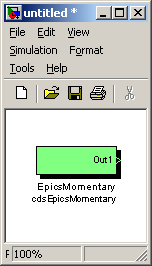 untitled *
File Edit View
Simulation Format
Tools Help
Out1
EpicsMomentary
cdsEpicsMomentary
F 100%